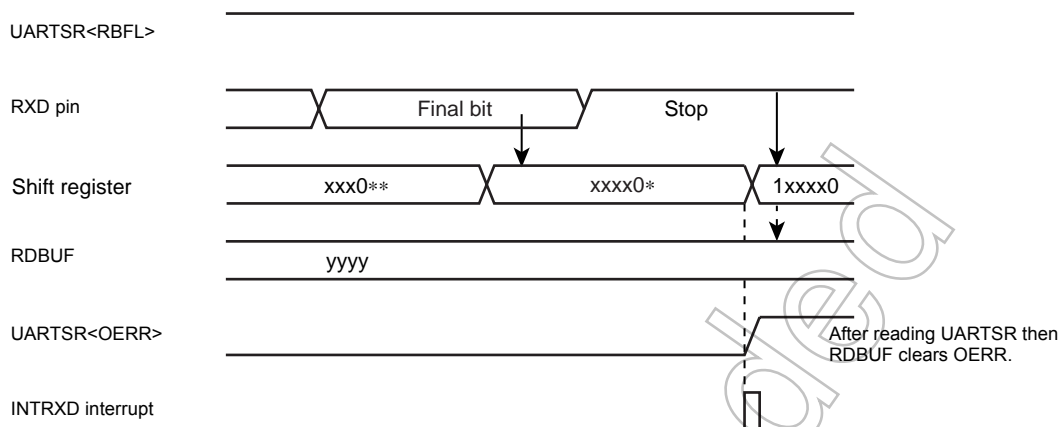 UARTSR<RBFL>
RXD pin
Final bit
Stop
Shift register
xxx0**
xxxx0*
1xxxx0
RDBUF
yyyy
UARTSR<OERR>
After reading UARTSR then
RDBUF clears OERR.
INTRXD interrupt
ded